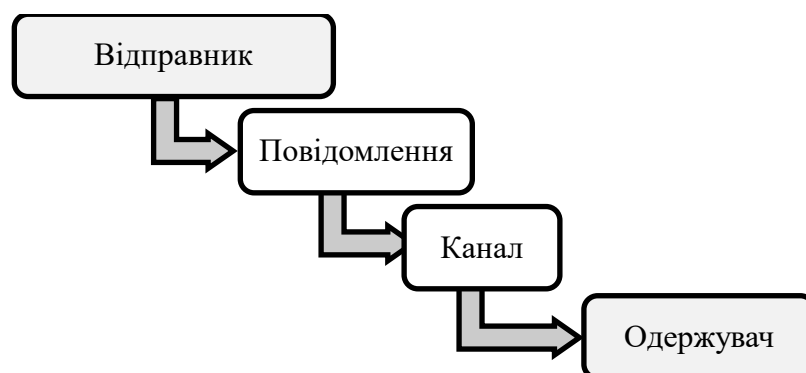 Відправник
Повідомлення
Канал
Одержувач